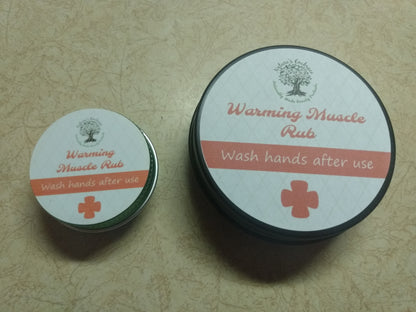 Warming
Muscle Rub
Wash hands after use
Warming Muscle
Rub
Wash hands after use